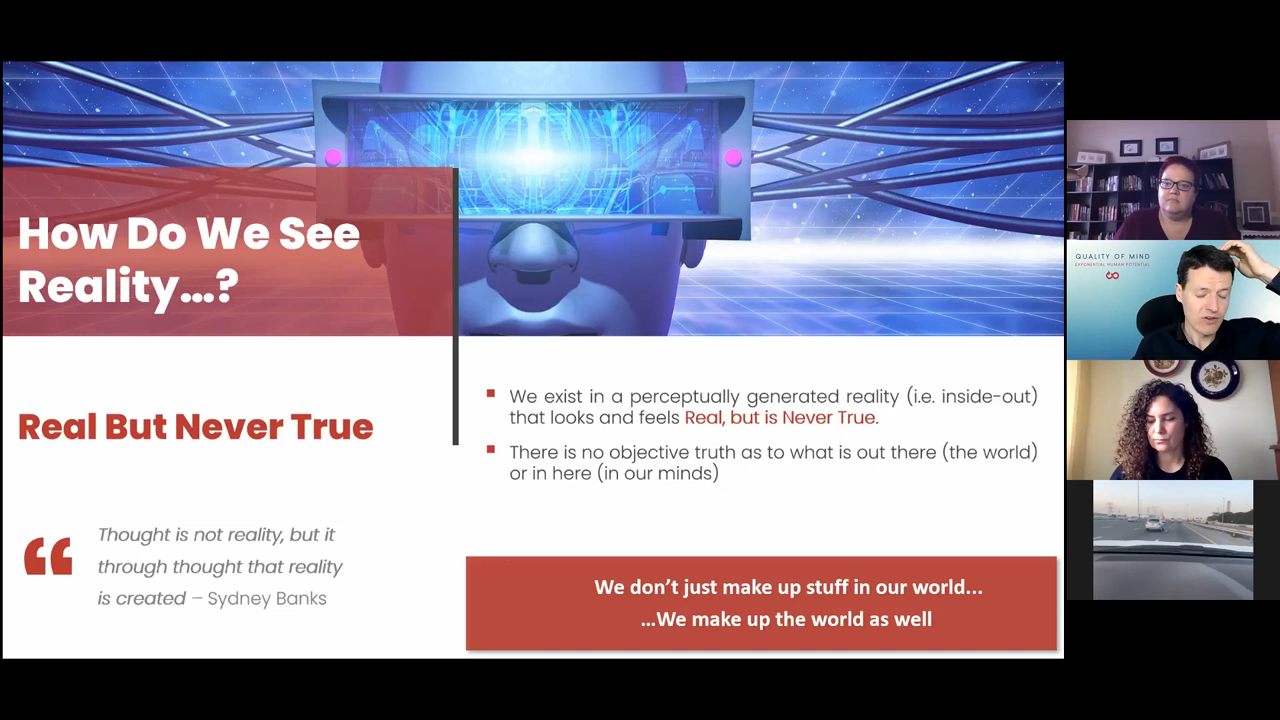 How Do We See
Reality...?
Real But Never True
Thought is not reality, but it
through thought that reality
is created – Sydney Banks
▪ We exist in a perceptually generated reality (i.e. inside-out)
that looks and feels Real, but is Never True.
▪ There is no objective truth as to what is out there (the world)
or in here (in our minds)
We don’t just make up stuff in our world...
...We make up the world as well
QUALITY OF MIND
EXPONENTIAL HUMAN POTENTIAL